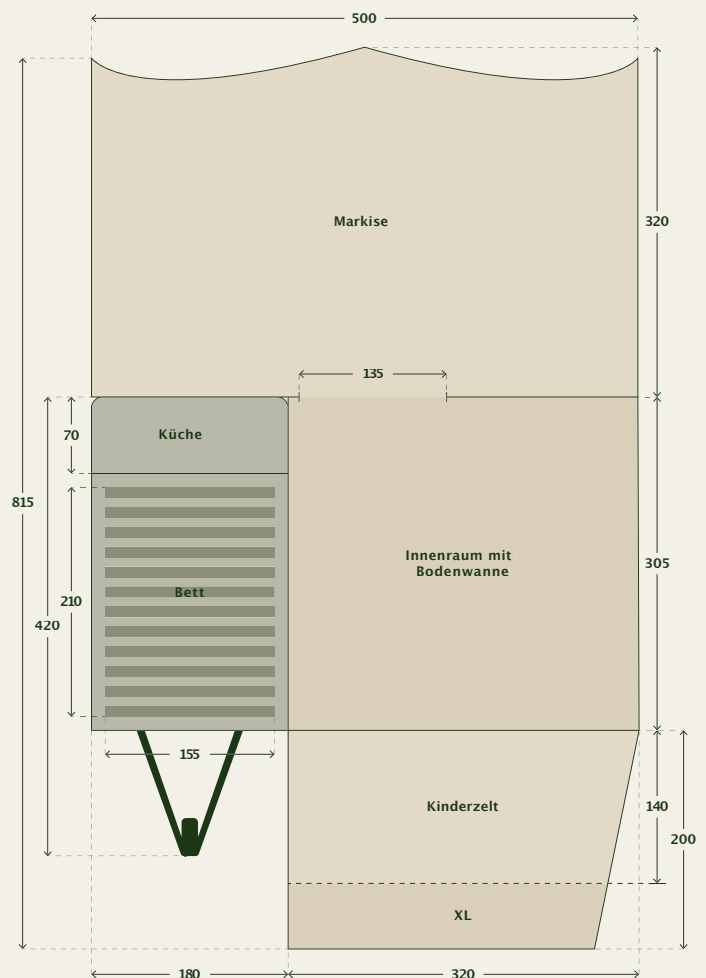 500
Markise
320
135
70
Küche
815
Innenraum mit
Bodenwanne
305
Bett
210
420
155
Kinderzelt
140
200
XL
180
320